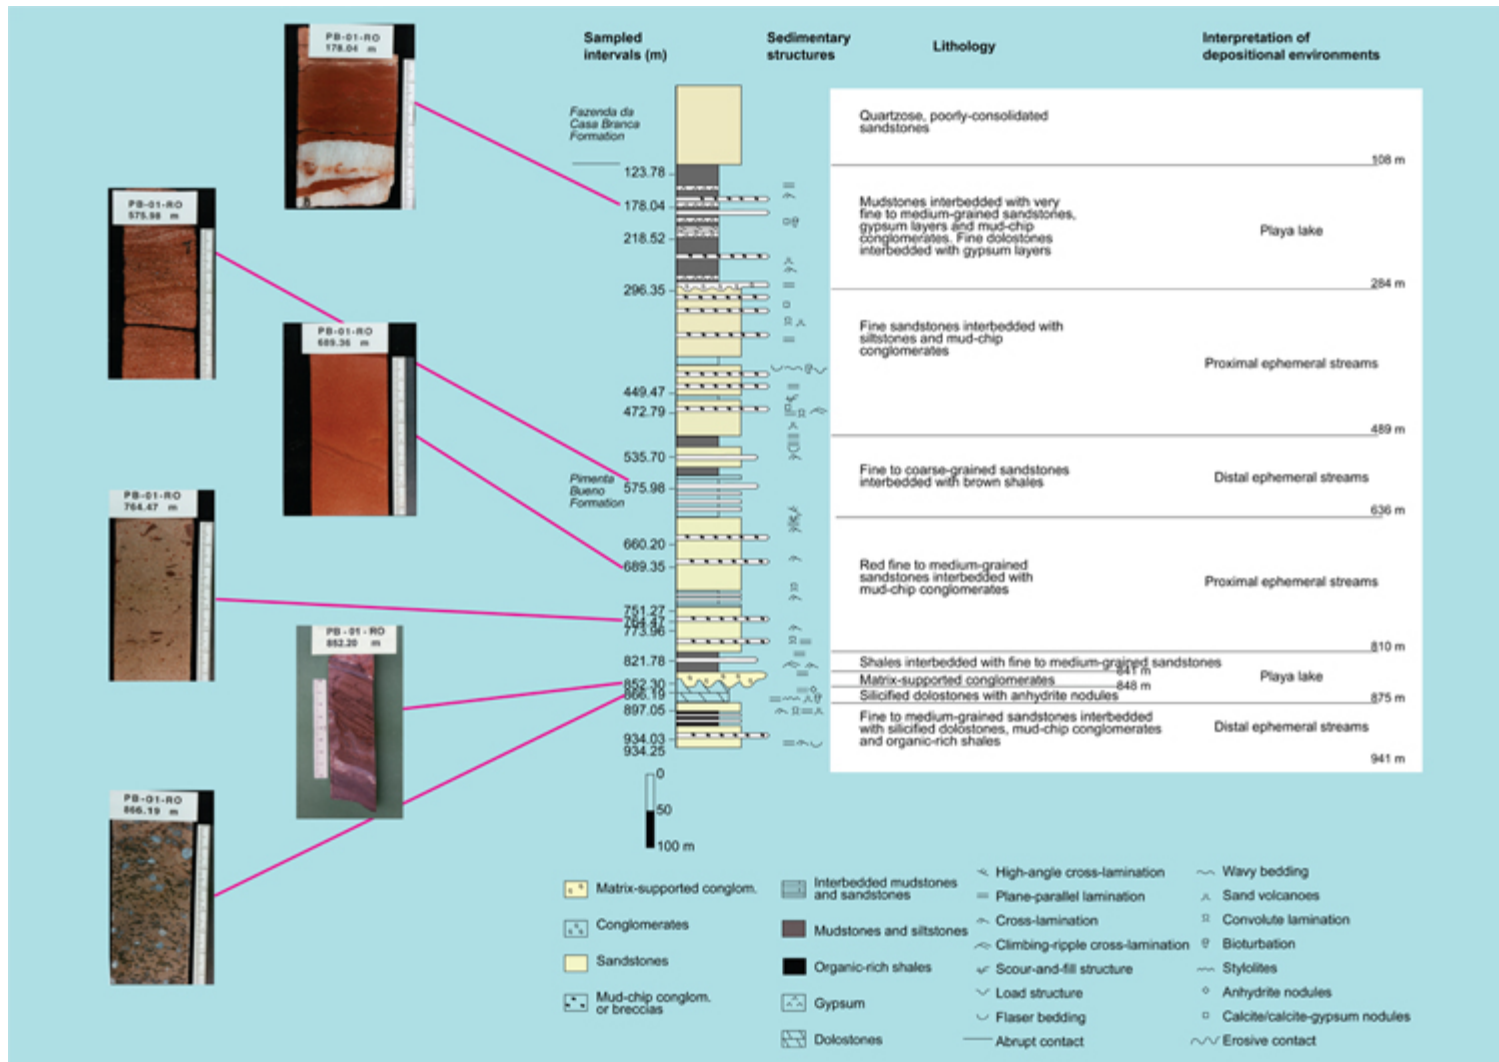 PB-01-RO
178.04 m
PB-01-RO
575.98 m
PB-01-RO
689.36 m
PB-01-RO
764.47 m
PB-01-RO
852.20 m
PB-01-RO
866.19 m
Sampled
intervals (m)
Sedimentary
structures
Lithology
Interpretation of
depositional environments
Fazenda da
Casa Branca
Formation
Pimenta
Bueno
Formation
123.78
178.04
218.52
296.35
449.47
472.79
535.70
575.98
660.20
689.35
751.27
764.47
773.96
821.78
852.30
866.19
897.05
934.03
934.25
0
50
100 m
Quartzose, poorly-consolidated
sandstones
108 m
Mudstones interbedded with very
fine to medium-grained sandstones,
gypsum layers and mud-chip
conglomerates. Fine dolostones
interbedded with gypsum layers
Playa lake
284 m
Fine sandstones interbedded with
siltstones and mud-chip
conglomerates
Proximal ephemeral streams
489 m
Fine to coarse-grained sandstones
interbedded with brown shales
Distal ephemeral streams
636 m
Red fine to medium-grained
sandstones interbedded with
mud-chip conglomerates
Proximal ephemeral streams
810 m
Shales interbedded with fine to medium-grained sandstones
841 m
Matrix-supported conglomerates
848 m
Playa lake
Silicified dolostones with anhydrite nodules
875 m
Fine to medium-grained sandstones interbedded
with silicified dolostones, mud-chip conglomerates
and organic-rich shales
Distal ephemeral streams
941 m
Matrix-supported conglom.
Conglomerates
Sandstones
Mud-chip conglom.
or breccias
Interbedded mudstones
and sandstones
Mudstones and siltstones
Organic-rich shales
Gypsum
Dolostones
High-angle cross-lamination
Plane-parallel lamination
Cross-lamination
Climbing-ripple cross-lamination
Scour-and-fill structure
Load structure
Flaser bedding
Abrupt contact
Wavy bedding
Sand volcanoes
Convolute lamination
Bioturbation
Stylolites
Anhydrite nodules
Calcite/calcite-gypsum nodules
Erosive contact